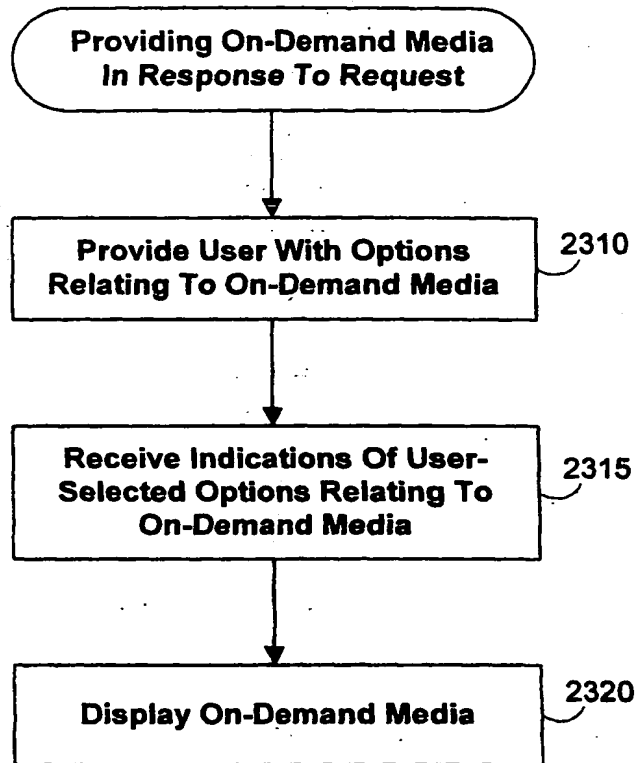 Providing On-Demand Media
In Response To Request
Provide User With Options
Relating To On-Demand Media
2310
Receive Indications Of User-
Selected Options Relating To
On-Demand Media
2315
Display On-Demand Media
2320